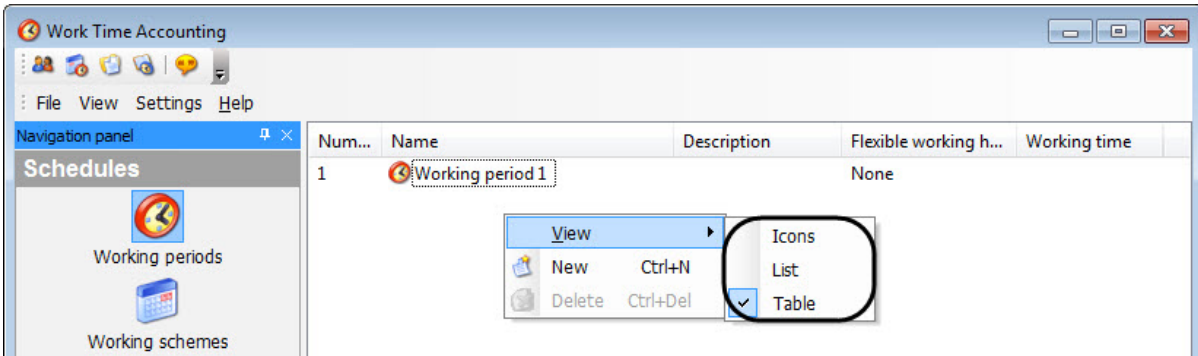 Work Time Accounting
File View Settings Help
Navigation panel
Num... Name Description Flexible working h... Working time
Schedules
1 Working period 1 None
Working periods
View
Icons
New Ctrl+N
List
Delete Ctrl+Del
Table
Working schemes